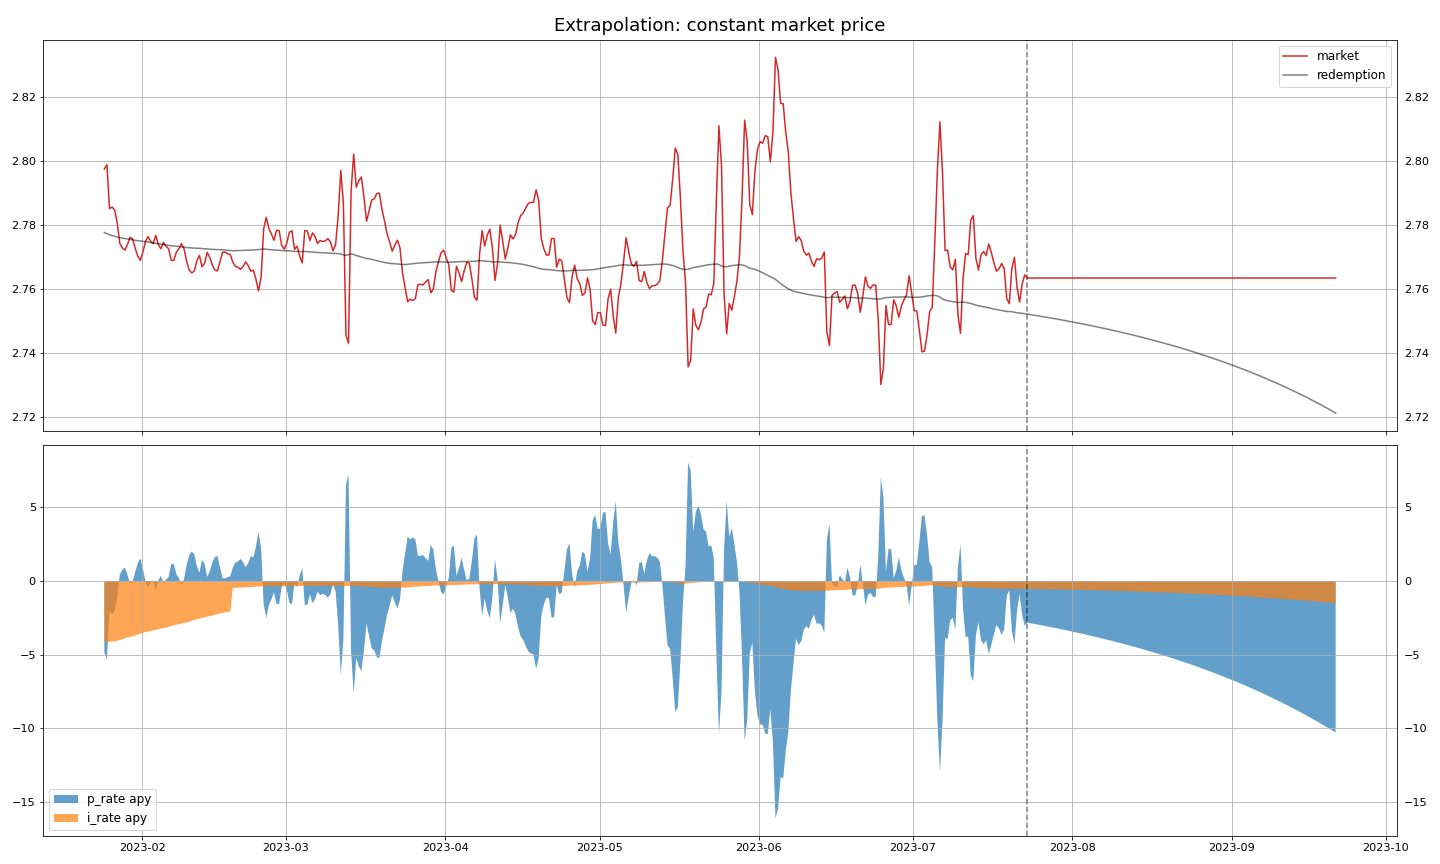 Extrapolation: constant market price
market
redemption
2.82 2.82
2.80 2.80
2.78 2.78
2.76 2.76
2.74 2.74
2.72 2.72
5 5
0 0
−5 −5
−10 −10
−15 −15
p_rate apy
i_rate apy
2023-02 2023-03 2023-04 2023-05 2023-06 2023-07 2023-08 2023-09 2023-10